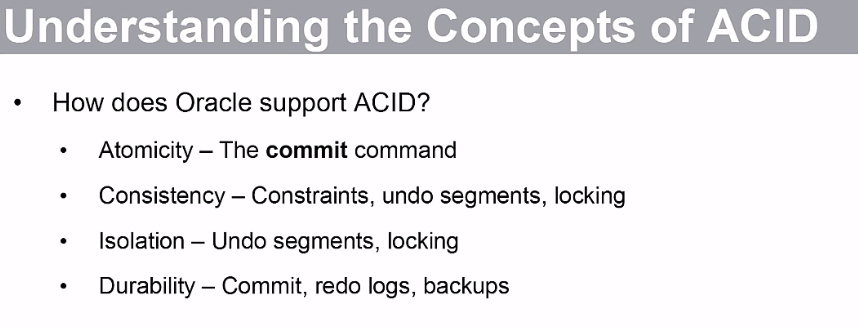 Understanding the Concepts of ACID
• How does Oracle support ACID?
• Atomicity – The commit command
• Consistency – Constraints, undo segments, locking
• Isolation – Undo segments, locking
• Durability – Commit, redo logs, backups